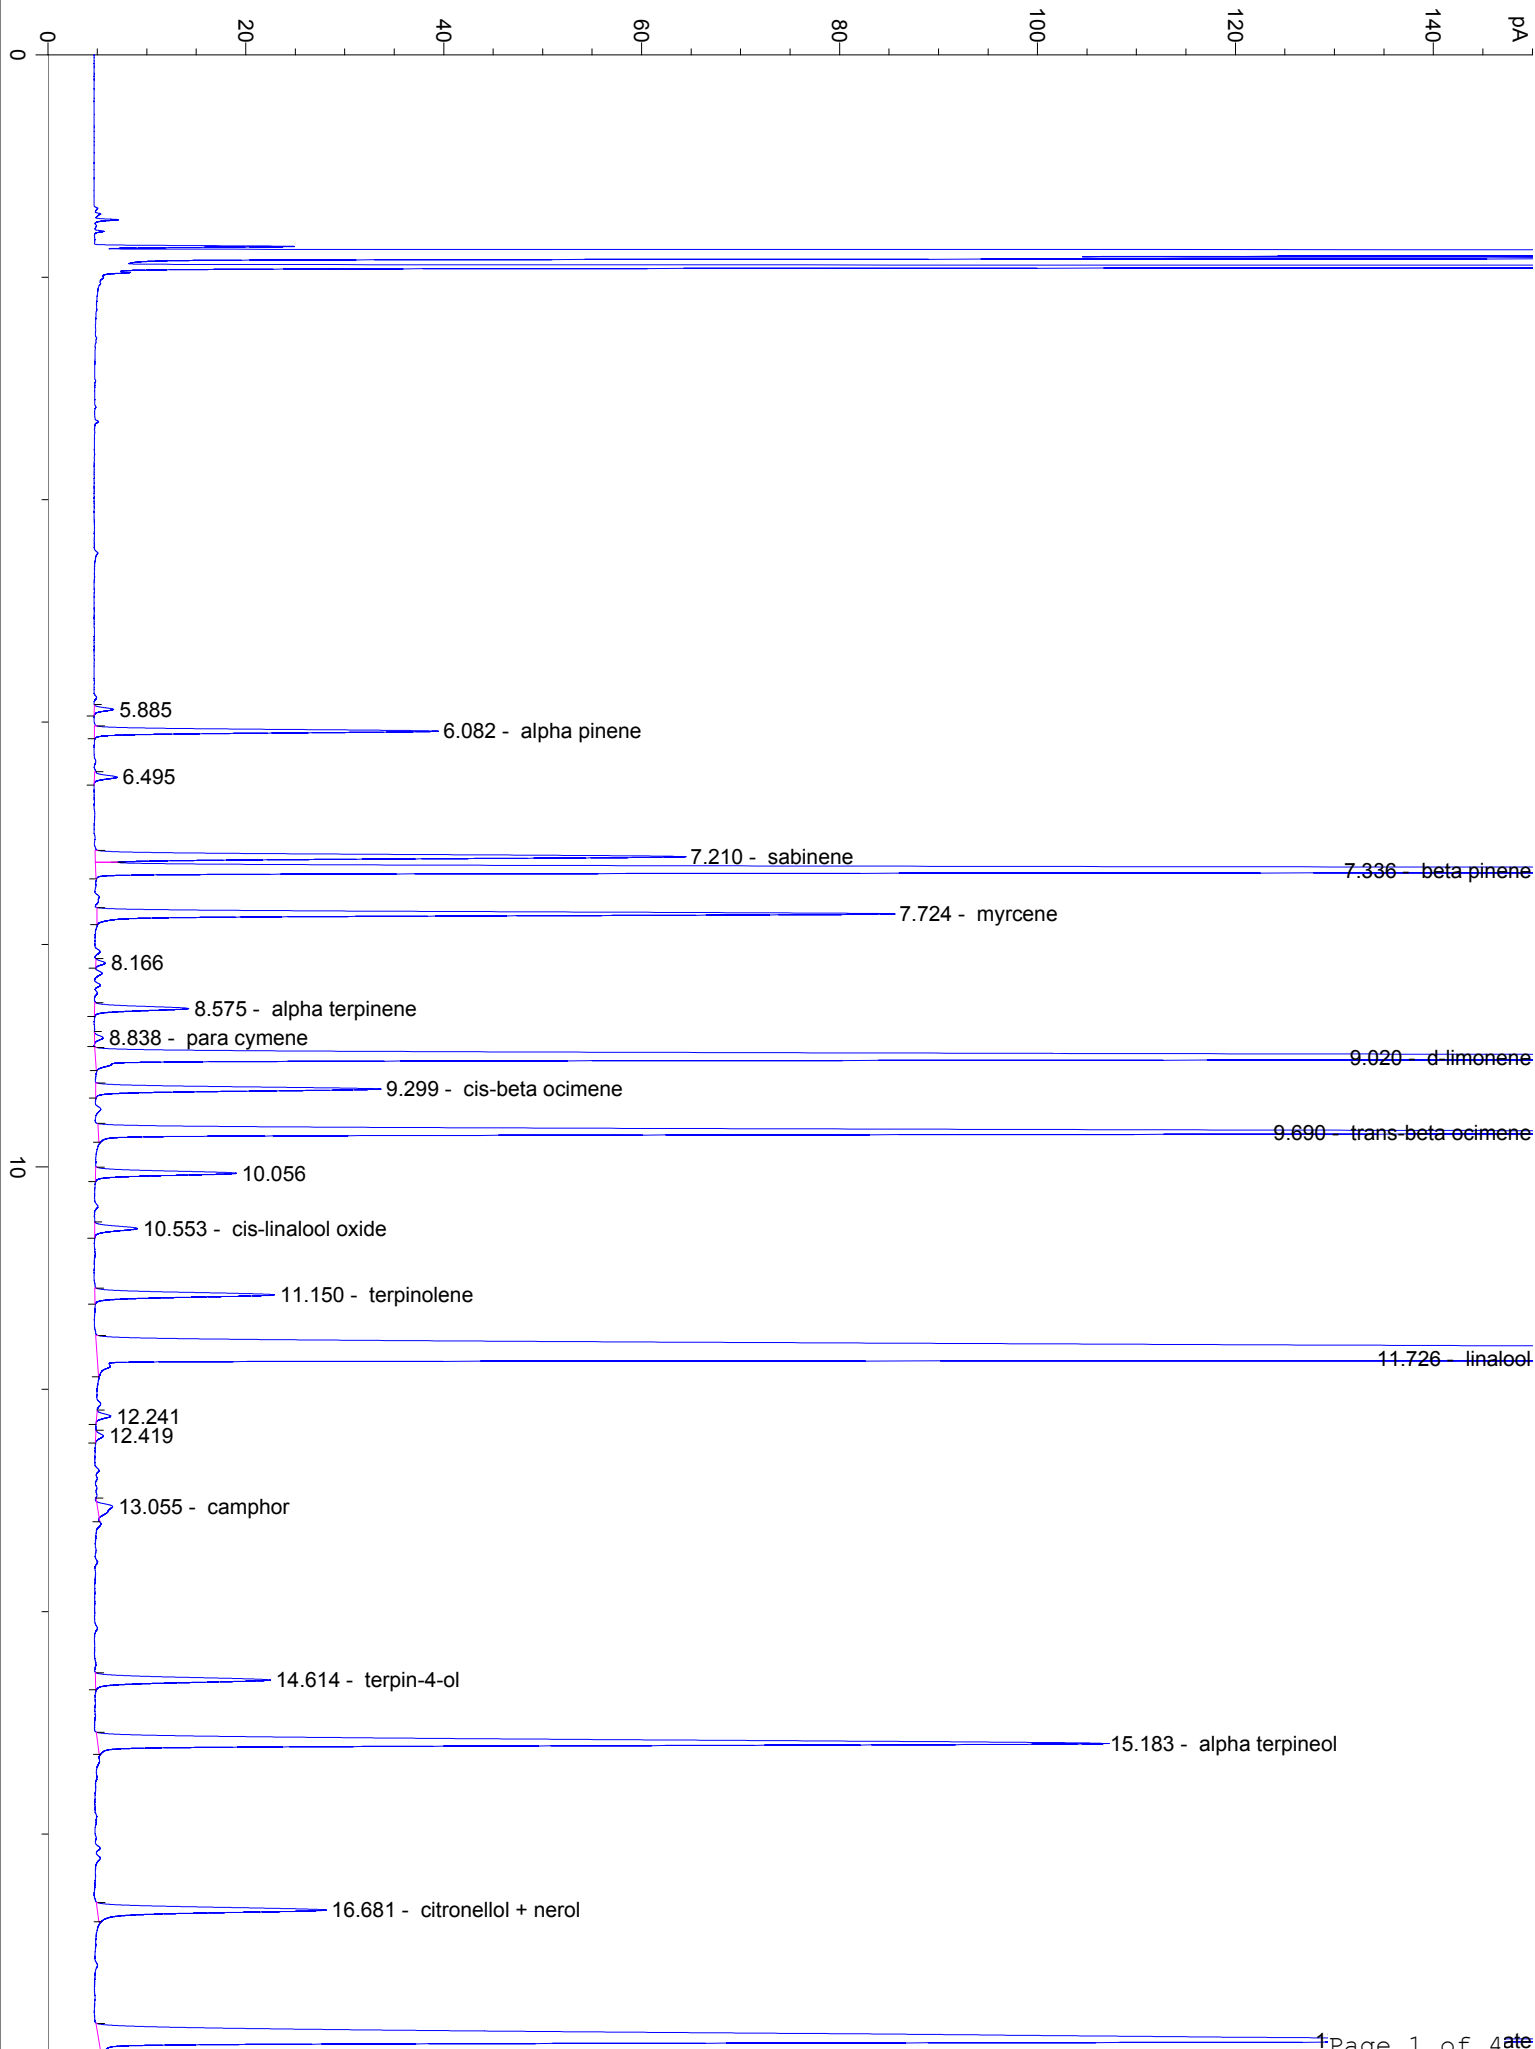 0
20
40
60
80
100
120
140
pA
0
5.885
6.082 - alpha pinene
6.495
7.210 - sabinene
7.336 - beta pinene
7.724 - myrcene
8.166
8.575 - alpha terpinene
8.838 - para cymene
9.020 - d-limonene
9.299 - cis-beta ocimene
9.690 - trans-beta ocimene
10
10.056
10.553 - cis-linalool oxide
11.150 - terpinolene
11.726 - linalool
12.241
12.419
13.055 - camphor
14.614 - terpin-4-ol
15.183 - alpha terpineol
16.681 - citronellol + nerol
Page 1 of 4